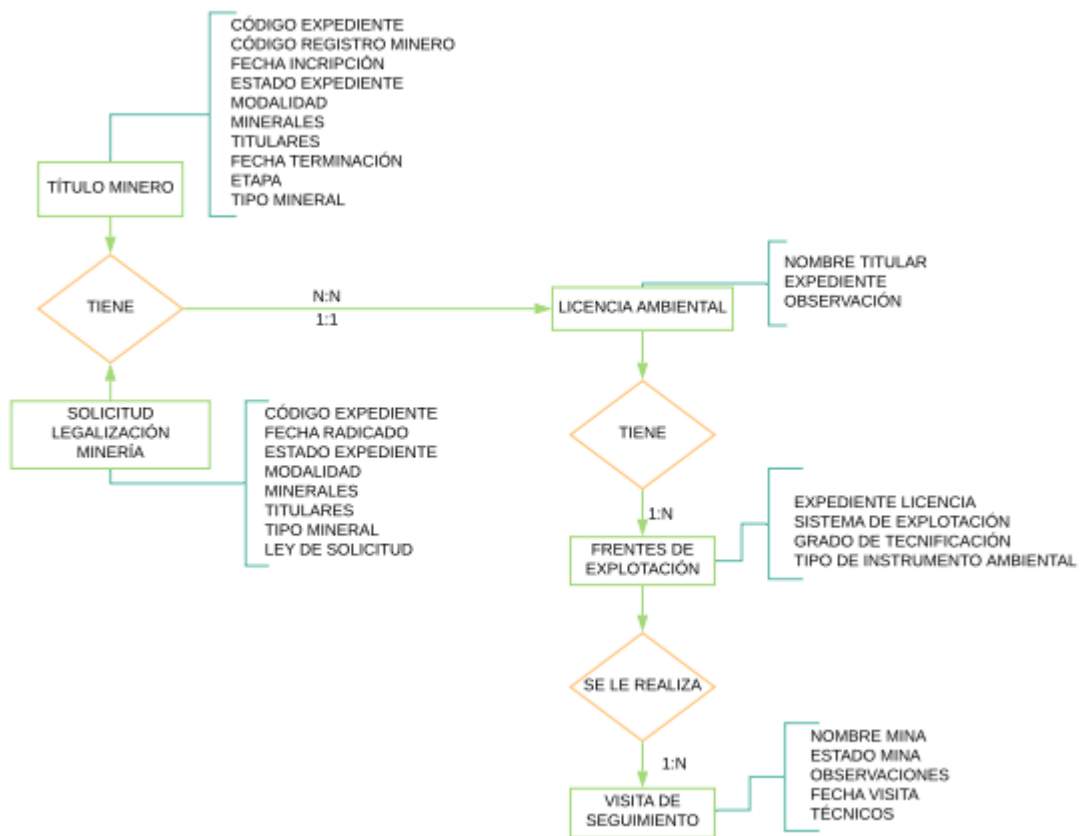 CÓDIGO EXPEDIENTE
CÓDIGO REGISTRO MINERO
FECHA INCRIPCIÓN
ESTADO EXPEDIENTE
MODALIDAD
MINERALES
TITULARES
FECHA TERMINACIÓN
ETAPA
TIPO MINERAL
TÍTULO MINERO
TIENE
N:N
1:1
LICENCIA AMBIENTAL
NOMBRE TITULAR
EXPEDIENTE
OBSERVACIÓN
SOLICITUD
LEGALIZACIÓN
MINERÍA
CÓDIGO EXPEDIENTE
FECHA RADICADO
ESTADO EXPEDIENTE
MODALIDAD
MINERALES
TITULARES
TIPO MINERAL
LEY DE SOLICITUD
TIENE
1:N
FRENTES DE
EXPLOTACIÓN
EXPEDIENTE LICENCIA
SISTEMA DE EXPLOTACIÓN
GRADO DE TECNIFICACIÓN
TIPO DE INSTRUMENTO AMBIENTAL
SE LE REALIZA
1:N
VISITA DE
SEGUIMIENTO
NOMBRE MINA
ESTADO MINA
OBSERVACIONES
FECHA VISITA
TÉCNICOS